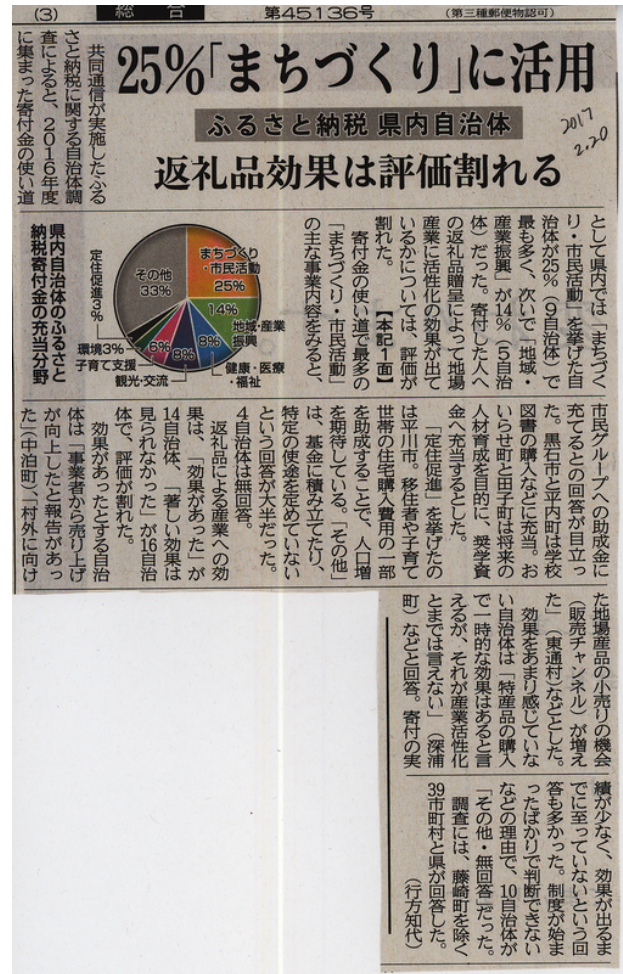 (3)
総合
第45136号
(第三種郵便物認可)
25%「まちづくり」に活用
ふるさと納税 県内自治体
返礼品効果は評価割れる
2017
2.20
共同通信が実施したふる
さと納税に関する自治体調
査によると、2016年度
に集まった寄付金の使い道
として県内では「まちづく
り・市民活動」を挙げた自
治体が25%(9自治体)で
最も多く、次いで「地域・
産業振興」が14%(5自治
体)だった。寄付した人へ
の返礼品贈呈によって地場
産業に活性化の効果が出て
いるかについては、評価が
割れた。 【本記1面】
寄付金の使い道で最多の
「まちづくり・市民活動」
の主な事業内容をみると、
県内自治体のふるさと
納税寄付金の充当分野
まちづくり
・市民活動
25%
14%
地域・産業
振興
8%
健康・医療
・福祉
8%
観光・交流
6%
子育て支援
環境3%
定住促進3%
その他
33%
市民グループへの助成金に
充てるとの回答が目立っ
た。黒石市と平内町は学校
図書の購入などに充当。お
いらせ町と田子町は将来の
人材育成を目的に、奨学資
金へ充当するとした。
「定住促進」を挙げたの
は平川市。移住者や子育て
世帯の住宅購入費用の一部
を助成することで、人口増
を期待している。「その他」
は、基金に積み立てたり、
特定の使途を定めていない
という回答が大半だった。
4自治体は無回答。
返礼品による産業への効
果は、「効果があった」が
14自治体、「著しい効果は
見られなかった」が16自治
体で、評価が割れた。
効果があったとする自治
体は「事業者から売り上げ
が向上したと報告があっ
た」(中泊町)、「村外に向け
た地場産品の小売りの機会
(販売チャンネル)が増え
た」(東通村)などとした。
効果をあまり感じていな
い自治体は「特産品の購入
で一時的な効果はあると言
えるが、それが産業活性化
とまでは言えない」(深浦
町)などと回答。寄付の実
績が少なく、効果が出るま
でに至っていないという回
答も多かった。制度が始ま
ったばかりで判断できない
などの理由で、10自治体が
「その他・無回答」だった。
調査には、藤崎町を除く
39市町村と県が回答した。
(行方知代)